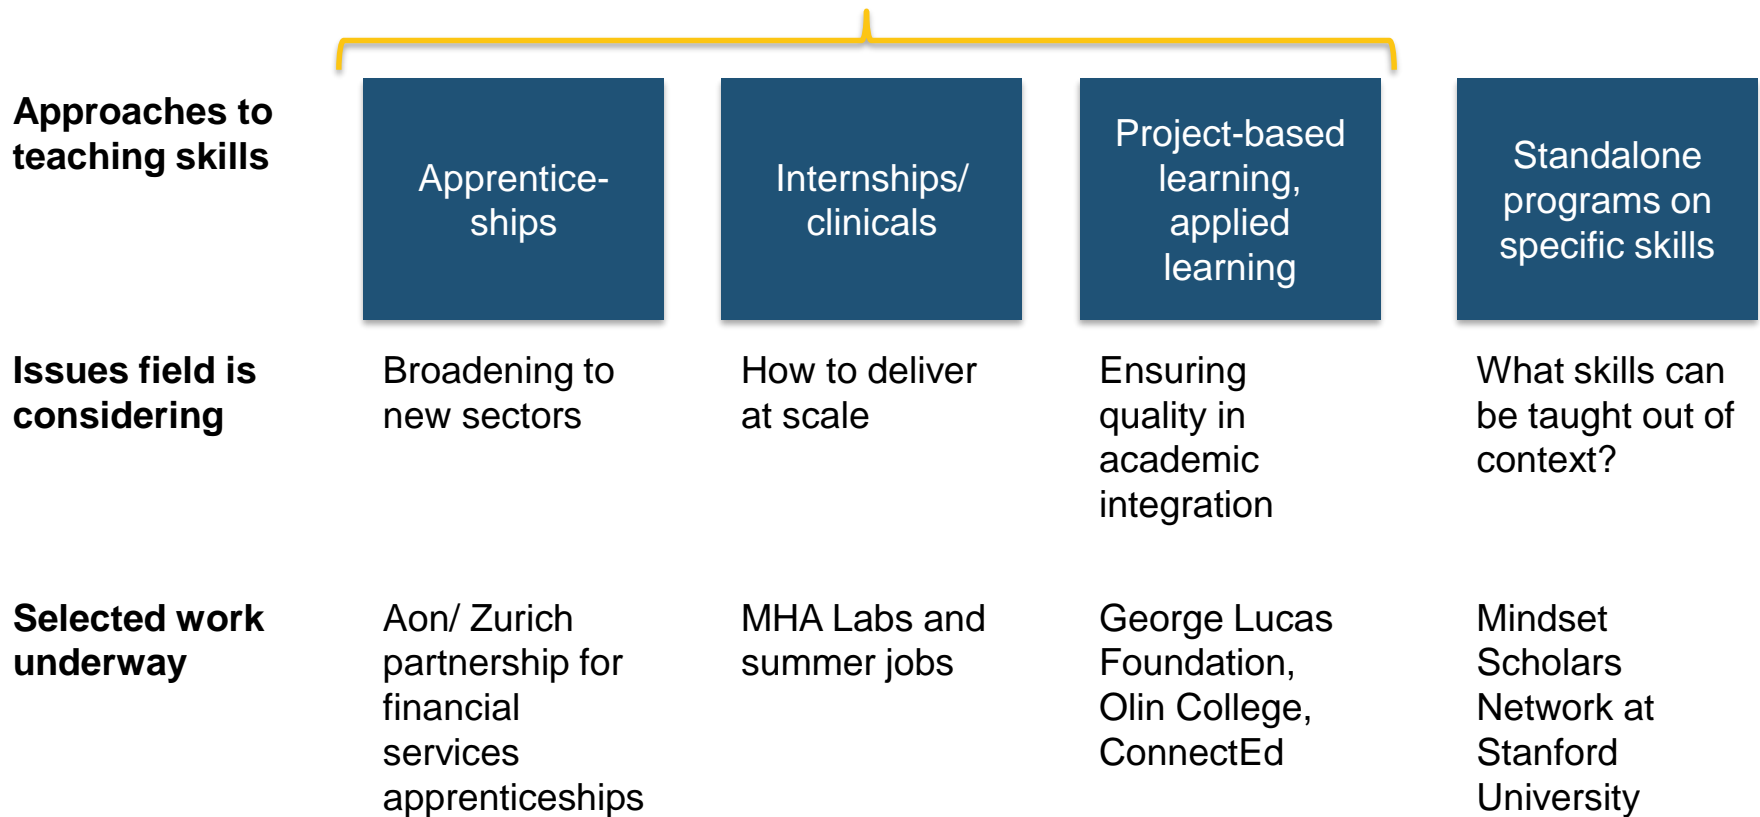 Approaches to
teaching skills
Apprentice-
ships
Internships/
clinicals
Project-based
learning,
applied
learning
Standalone
programs on
specific skills
Issues field is
considering
Broadening to
new sectors
How to deliver
at scale
Ensuring
quality in
academic
integration
What skills can
be taught out of
context?
Selected work
underway
Aon/ Zurich
partnership for
financial
services
apprenticeships
MHA Labs and
summer jobs
George Lucas
Foundation,
Olin College,
ConnectEd
Mindset
Scholars
Network at
Stanford
University